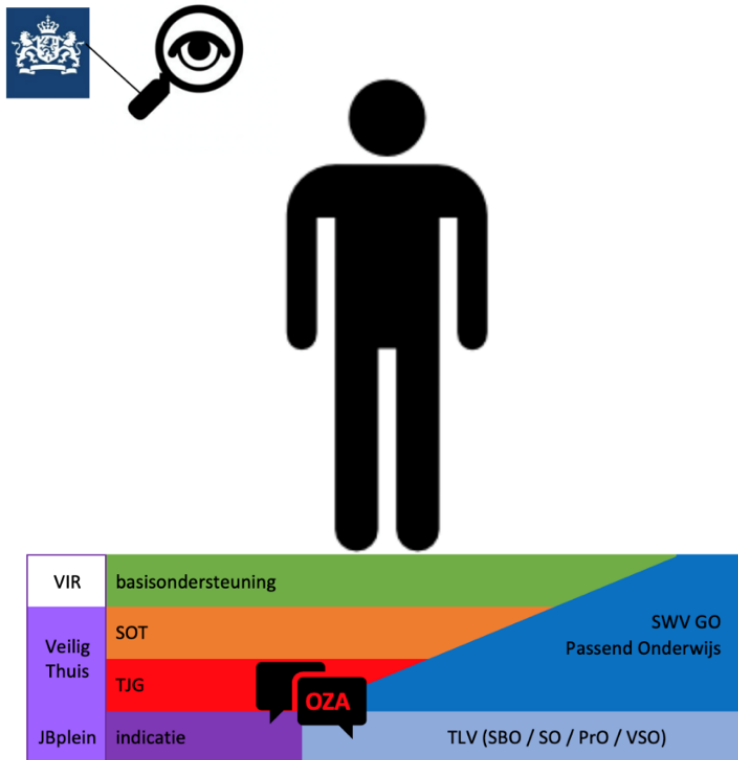 VIR
basisondersteuning
Veilig
Thuis
SOT
TJG
OZA
SWV GO
Passend Onderwijs
JBplein
indicatie
TLV (SBO / SO / PrO / VSO)